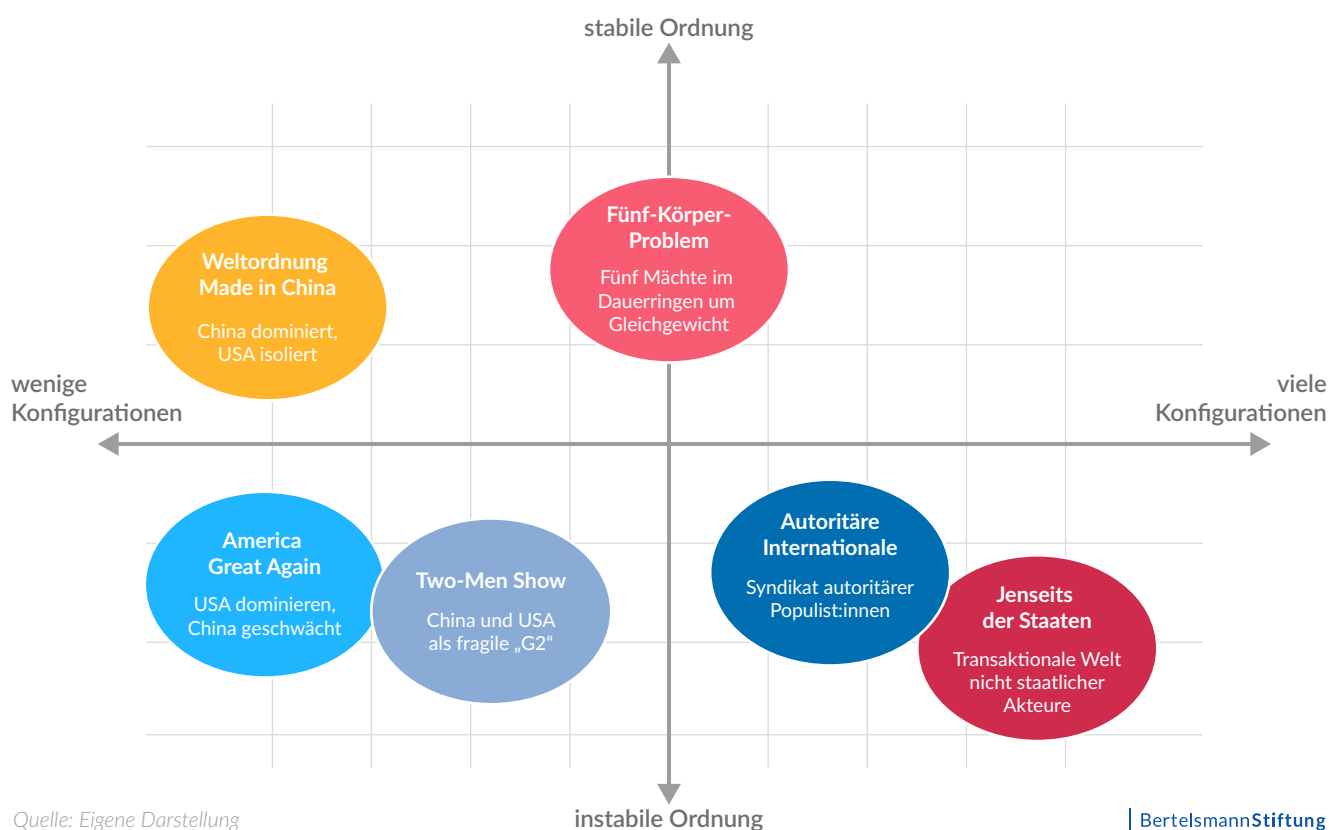 stabile Ordnung
Fünf-Körper-
Problem
Fünf Mächte im
Dauerringen um
Gleichgewicht
Weltordnung
Made in China
China dominiert,
USA isoliert
wenige
Konfigurationen
viele
Konfigurationen
America
Great Again
USA dominieren,
China geschwächt
Two-Men Show
China und USA
als fragile „G2“
Autoritäre
Internationale
Syndikat autoritärer
Populist:innen
Jenseits
der Staaten
Transaktionale Welt
nicht staatlicher
Akteure
Quelle: Eigene Darstellung
instabile Ordnung
BertelsmannStiftung